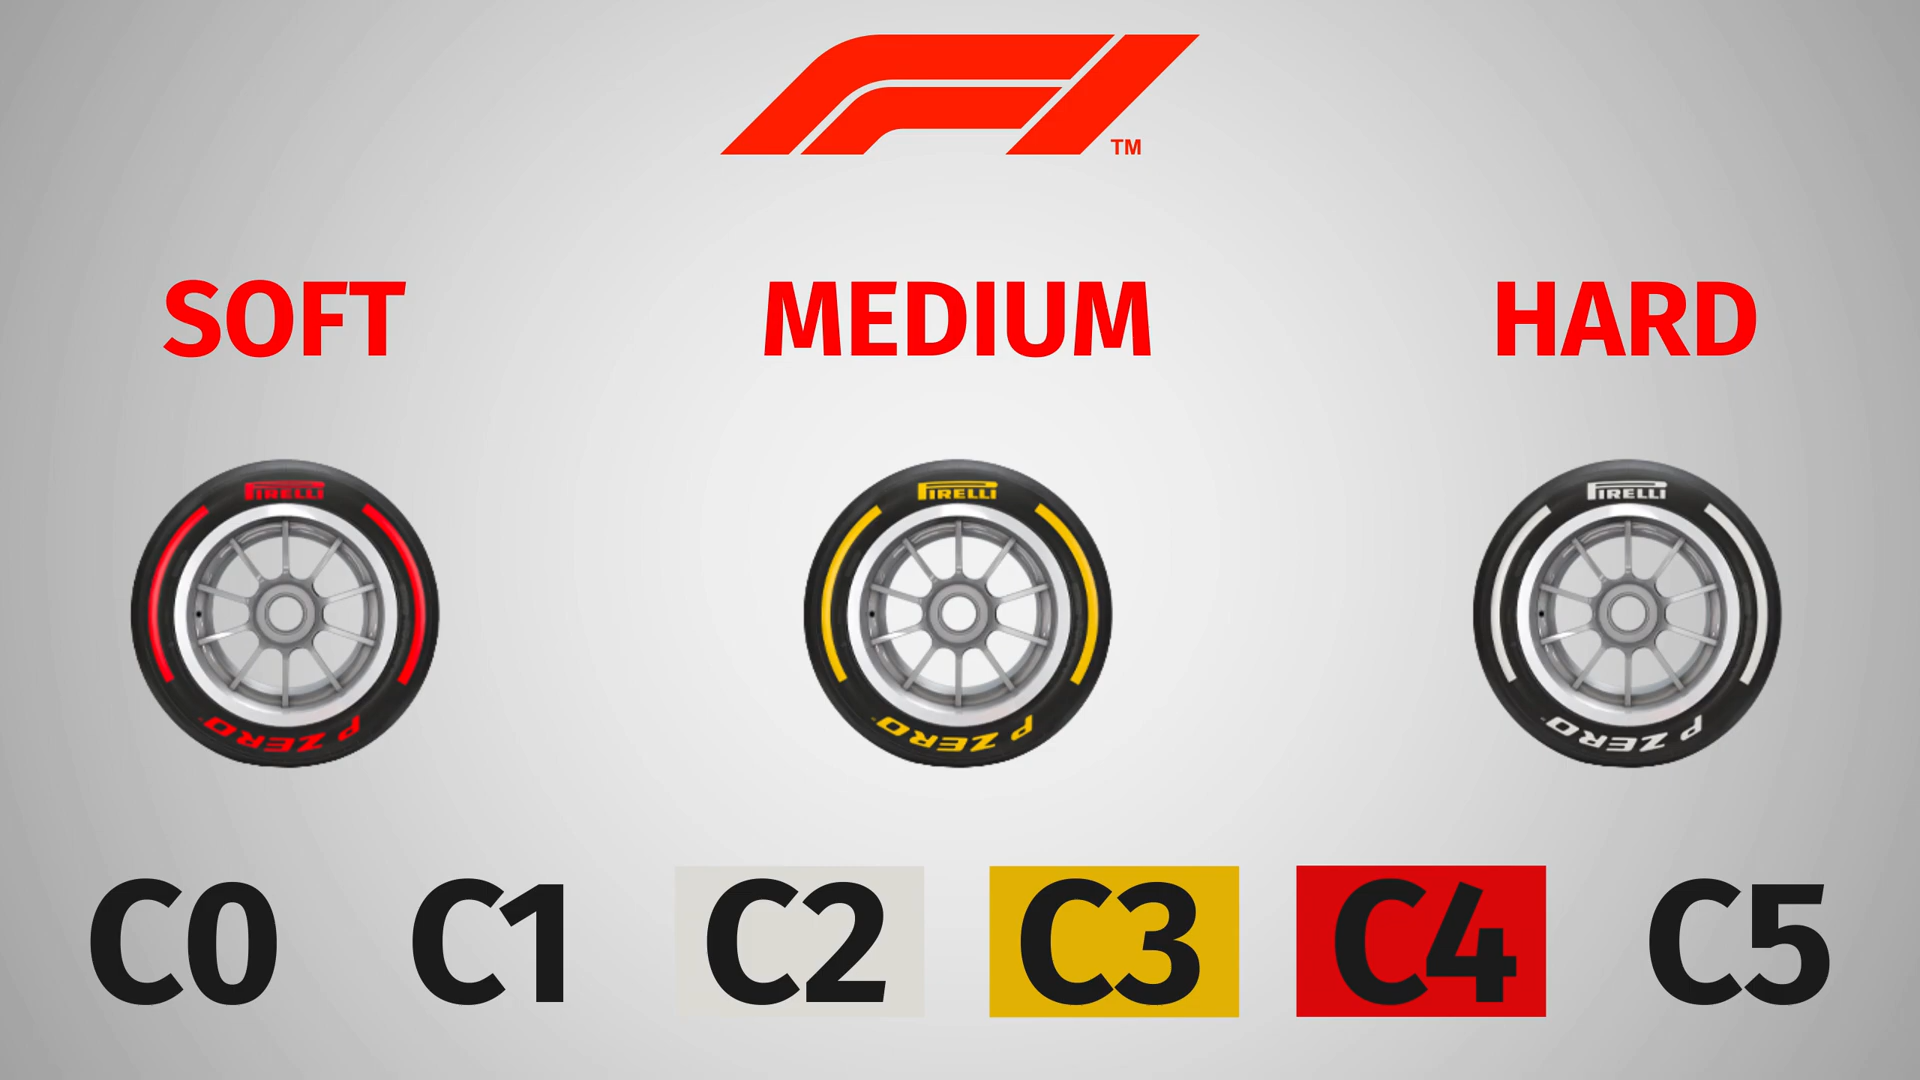 F1 TM
SOFT MEDIUM HARD
PIRELLI PIRELLI PIRELLI
P ZERO P ZERO P ZERO
C0 C1 C2 C3 C4 C5